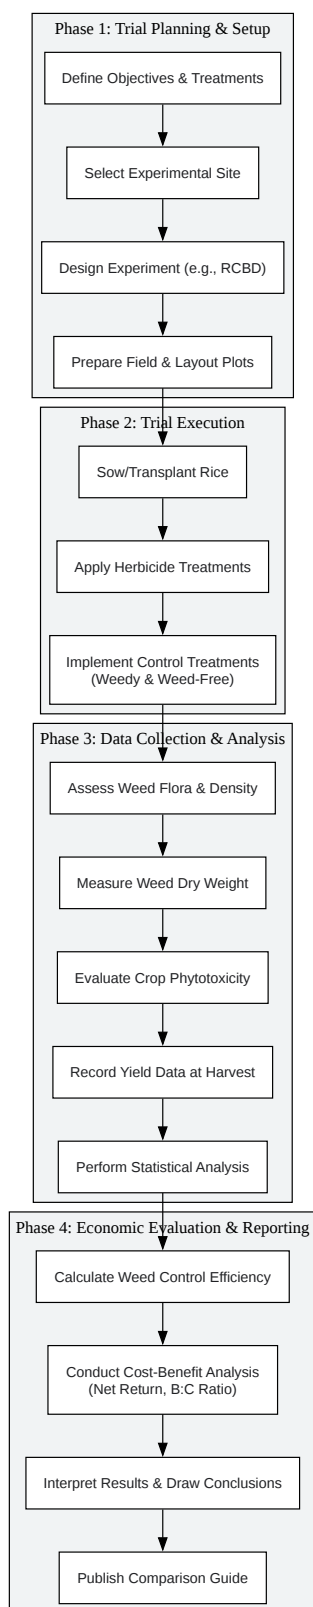 Phase 1: Trial Planning & Setup
Define Objectives & Treatments
Select Experimental Site
Design Experiment (e.g., RCBD)
Prepare Field & Layout Plots
Phase 2: Trial Execution
Sow/Transplant Rice
Apply Herbicide Treatments
Implement Control Treatments
(Weedy & Weed-Free)
Phase 3: Data Collection & Analysis
Assess Weed Flora & Density
Measure Weed Dry Weight
Evaluate Crop Phytotoxicity
Record Yield Data at Harvest
Perform Statistical Analysis
Phase 4: Economic Evaluation & Reporting
Calculate Weed Control Efficiency
Conduct Cost-Benefit Analysis
(Net Return, B:C Ratio)
Interpret Results & Draw Conclusions
Publish Comparison Guide